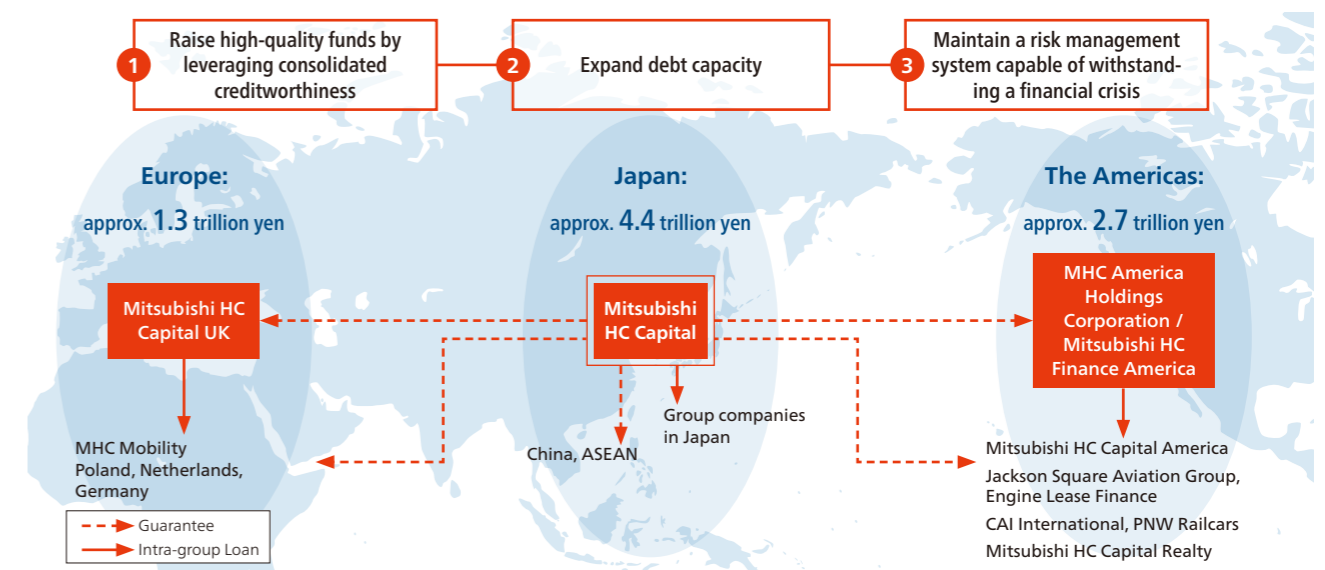 1
Raise high-quality funds by
leveraging consolidated
creditworthiness
2
Expand debt capacity
3
Maintain a risk management
system capable of withstand-
ing a financial crisis
Europe:
approx. 1.3 trillion yen
Japan:
approx. 4.4 trillion yen
The Americas:
approx. 2.7 trillion yen
Mitsubishi HC
Capital UK
Mitsubishi
HC Capital
MHC America
Holdings
Corporation /
Mitsubishi HC
Finance America
MHC Mobility
Poland, Netherlands,
Germany
China, ASEAN
Group companies
in Japan
Mitsubishi HC Capital America
Jackson Square Aviation Group,
Engine Lease Finance
CAI International, PNW Railcars
Mitsubishi HC Capital Realty
Guarantee
Intra-group Loan